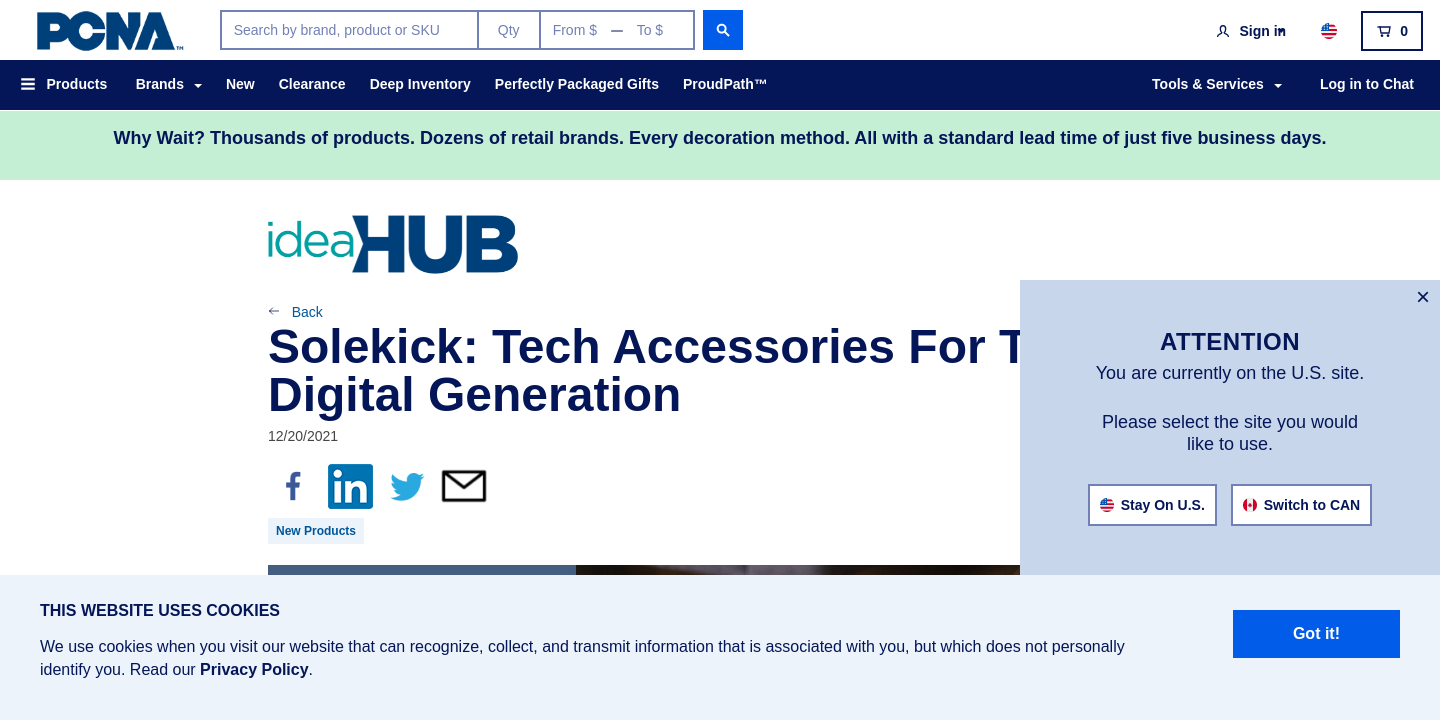 PCNA™
Search by brand, product or SKU
Qty
From $ — To $
Sign in
0
Products
Brands
New
Clearance
Deep Inventory
Perfectly Packaged Gifts
ProudPath™
Tools & Services
Log in to Chat
Why Wait? Thousands of products. Dozens of retail brands. Every decoration method. All with a standard lead time of just five business days.
ideaHUB
Back
Solekick: Tech Accessories For T
Digital Generation
12/20/2021
New Products
×
ATTENTION
You are currently on the U.S. site.
Please select the site you would
like to use.
Stay On U.S.
Switch to CAN
THIS WEBSITE USES COOKIES
We use cookies when you visit our website that can recognize, collect, and transmit information that is associated with you, but which does not personally
identify you. Read our Privacy Policy.
Got it!